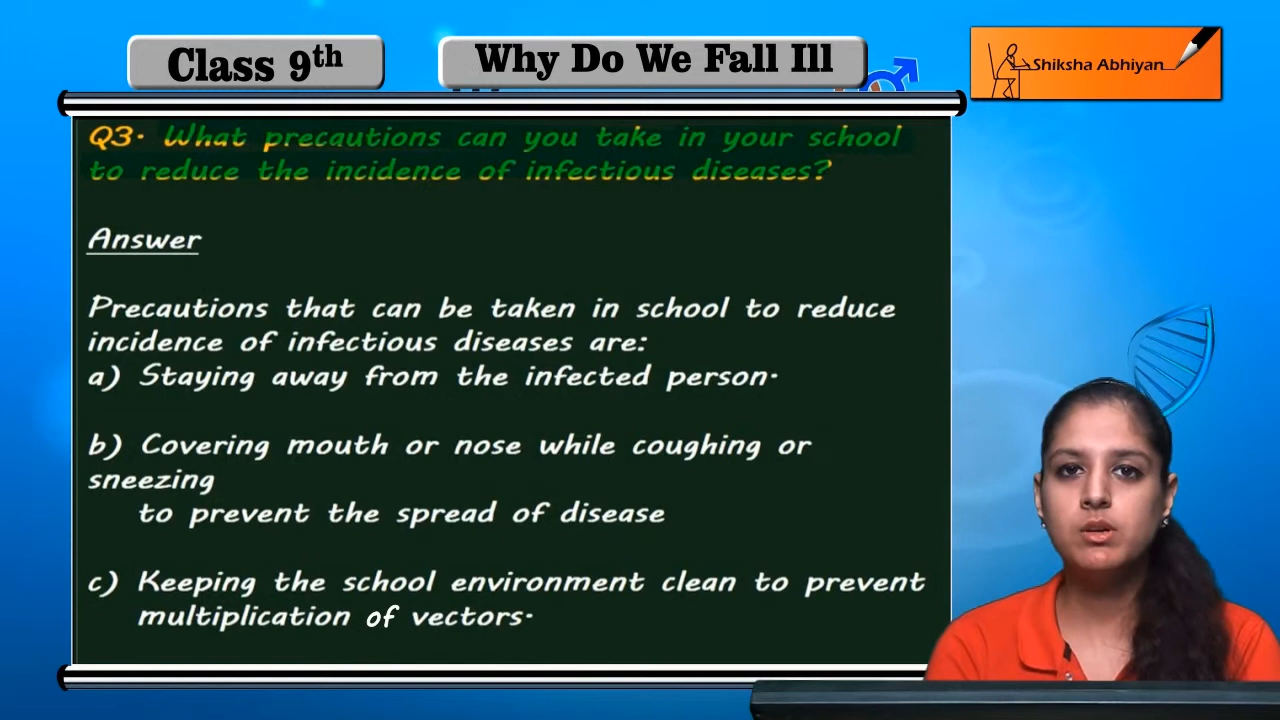 Class 9th
Why Do We Fall Ill
Shiksha Abhiyan
Q3. What precautions can you take in your school
to reduce the incidence of infectious diseases?
Answer
Precautions that can be taken in school to reduce
incidence of infectious diseases are:
a) Staying away from the infected person.
b) Covering mouth or nose while coughing or
sneezing
to prevent the spread of disease
c) Keeping the school environment clean to prevent
multiplication of vectors.